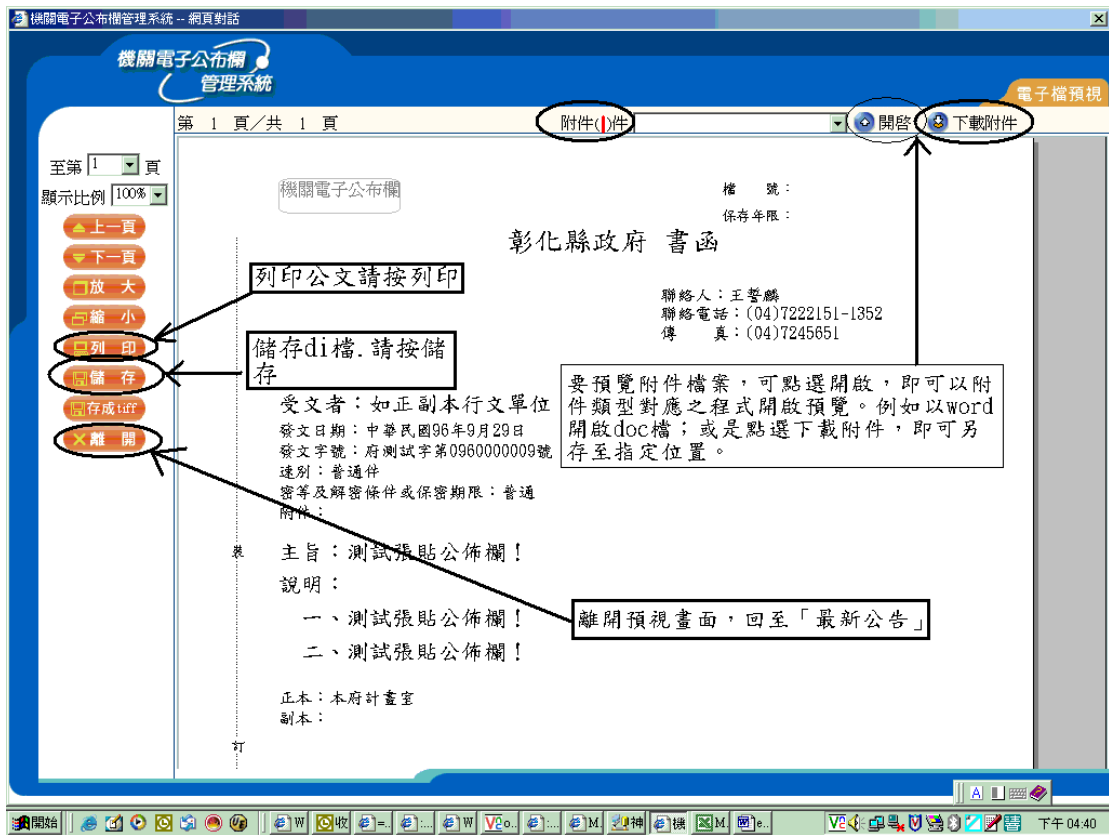 機關電子公布欄管理系統 -- 網頁對話
機關電子公布欄
管理系統
電子檔預視
第 1 頁/共 1 頁
附件()件
開啓
下載附件
至第 1 頁
顯示比例 100%
上一頁
下一頁
放 大
縮 小
列 印
儲 存
存成tiff
離 開
機關電子公布欄
檔 號：
保存年限：
彰化縣政府 書函
列印公文請按列印
聯絡人：王誓麟
聯絡電話：(04)7222151-1352
傳 真：(04)7245651
儲存di檔.請按儲
存
要預覽附件檔案，可點選開啟，即可以附
件類型對應之程式開啟預覽。例如以word
開啟doc檔；或是點選下載附件，即可另
存至指定位置。
受文者：如正副本行文單位
發文日期：中華民國96年9月29日
發文字號：府測試字第0960000009號
速別：普通件
密等及解密條件或保密期限：普通
附件：
裝
主旨：測試張貼公佈欄！
說明：
一、測試張貼公佈欄！
離開預視畫面，回至「最新公告」
二、測試張貼公佈欄！
正本：本府計畫室
副本：
訂
A
開始
W
收
=..
:...
W
o..
:...
M.
神
機
M.
e..
下午 04:40